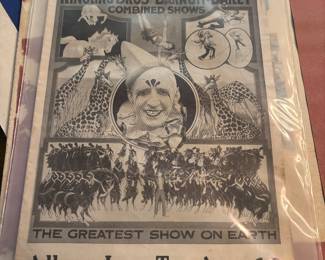 RINGLING BROS BARNUM & BAILEY
COMBINED SHOWS
THE GREATEST SHOW ON EARTH